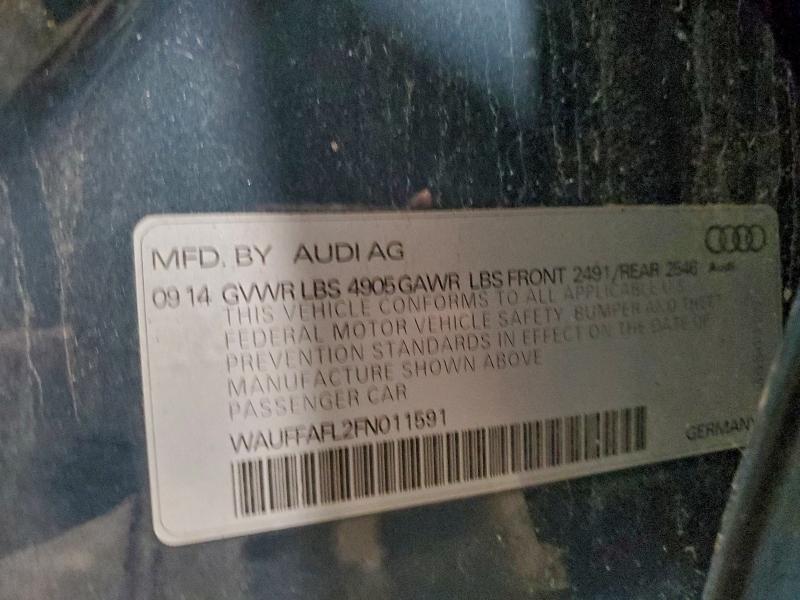 MFD. BY AUDI AG
Audi
09 14 GVWR LBS 4905 GAWR LBS FRONT 2491/REAR 2546
THIS VEHICLE CONFORMS TO ALL APPLICABLE U.S.
FEDERAL MOTOR VEHICLE SAFETY, BUMPER AND THEFT
PREVENTION STANDARDS IN EFFECT ON THE DATE OF
MANUFACTURE SHOWN ABOVE
PASSENGER CAR
WAUFFAFL2FN011591
GERMANY